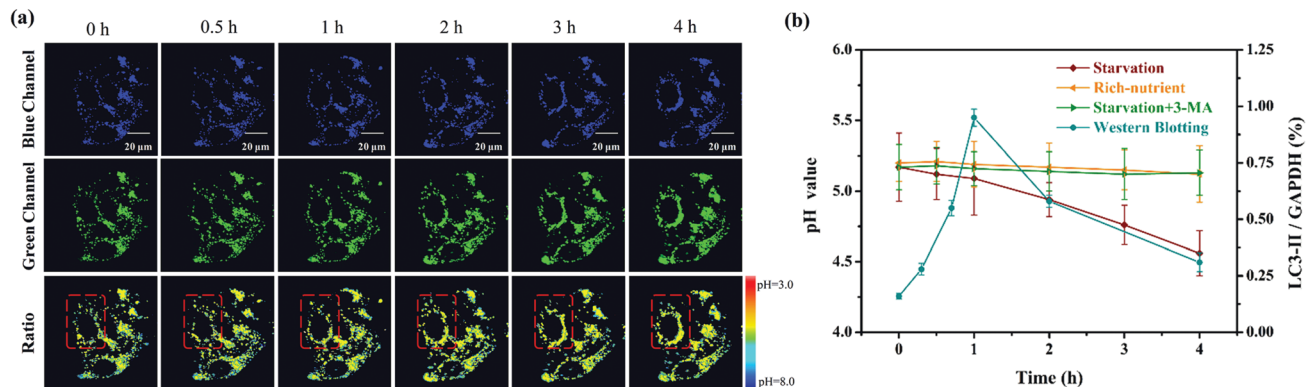 (a)
0 h 0.5 h 1 h 2 h 3 h 4 h
Blue Channel
20 μm 20 μm 20 μm 20 μm 20 μm 20 μm
Green Channel
Ratio
pH=3.0
pH=8.0
(b)
6.0
5.5
5.0
4.5
4.0
pH value
Starvation
Rich-nutrient
Starvation+3-MA
Western Blotting
1.25
1.00
0.75
0.50
0.25
0.00
LC3-II / GAPDH (%)
0 1 2 3 4
Time (h)